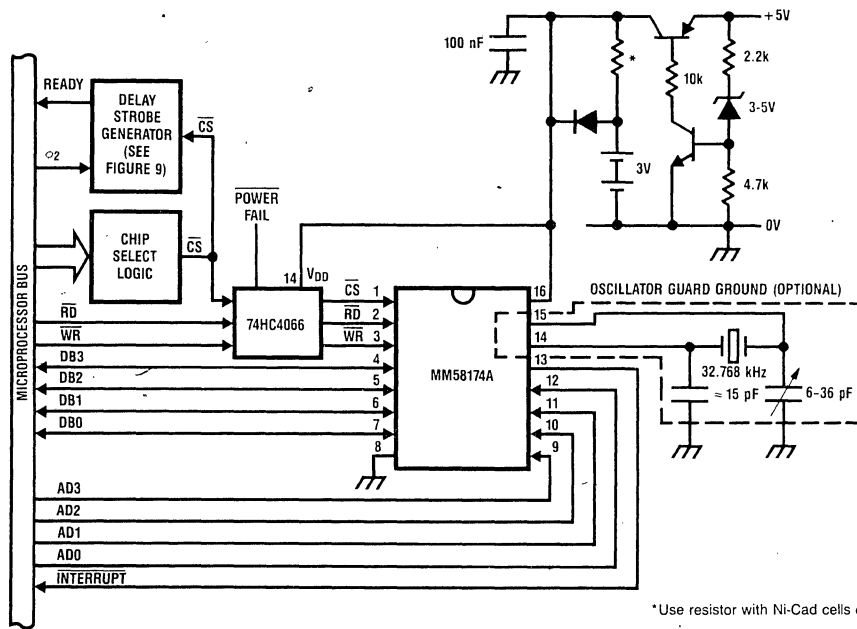 MICROPROCESSOR BUS
READY
DELAY
STROBE
GENERATOR
(SEE
FIGURE 9)
CS
CHIP
SELECT
LOGIC
CS
POWER
FAIL
14 VDD
74HC4066
RD
WR
DB3
DB2
DB1
DB0
AD3
AD2
AD1
AD0
INTERRUPT
CS
RD
WR
1
2
3
4
5
6
7
8
MM58174A
16
15
14
13
12
11
10
9
100 nF
*
3V
10k
+5V
2.2k
3-5V
4.7k
0V
OSCILLATOR GUARD GROUND (OPTIONAL)
32.768 kHz
≈ 15 pF
6–36 pF
*Use resistor with Ni-Cad cells